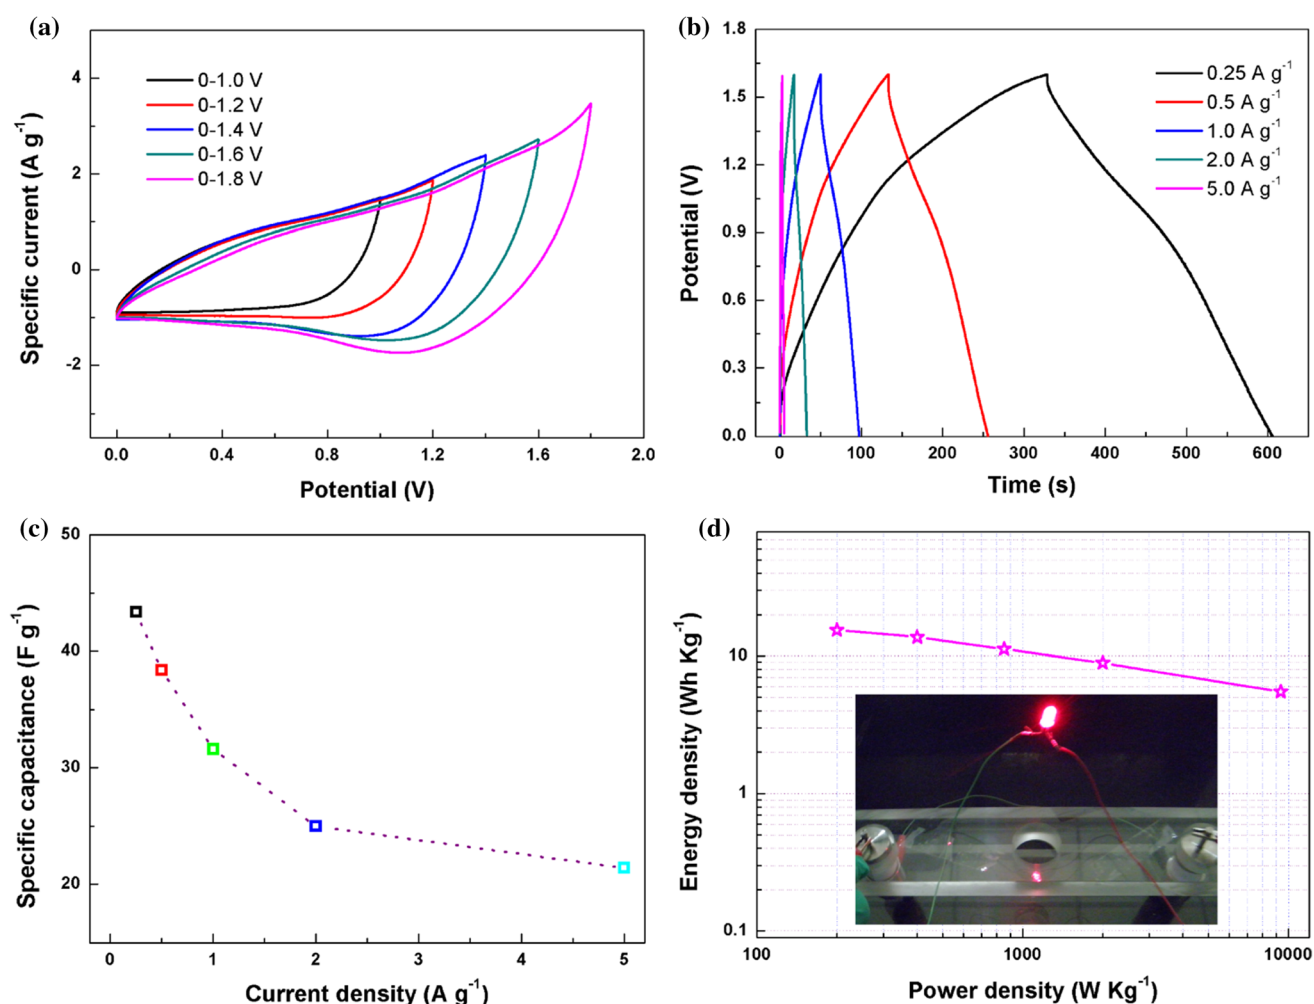 (a)
4
2
0
-2
0.0 0.4 0.8 1.2 1.6 2.0
Specific current (A g⁻¹)
Potential (V)
0-1.0 V
0-1.2 V
0-1.4 V
0-1.6 V
0-1.8 V
(b)
1.8
1.5
1.2
0.9
0.6
0.3
0.0
0 100 200 300 400 500 600
Potential (V)
Time (s)
0.25 A g⁻¹
0.5 A g⁻¹
1.0 A g⁻¹
2.0 A g⁻¹
5.0 A g⁻¹
(c)
50
40
30
20
0 1 2 3 4 5
Specific capacitance (F g⁻¹)
Current density (A g⁻¹)
(d)
10
1
0.1
100 1000 10000
Energy density (Wh Kg⁻¹)
Power density (W Kg⁻¹)